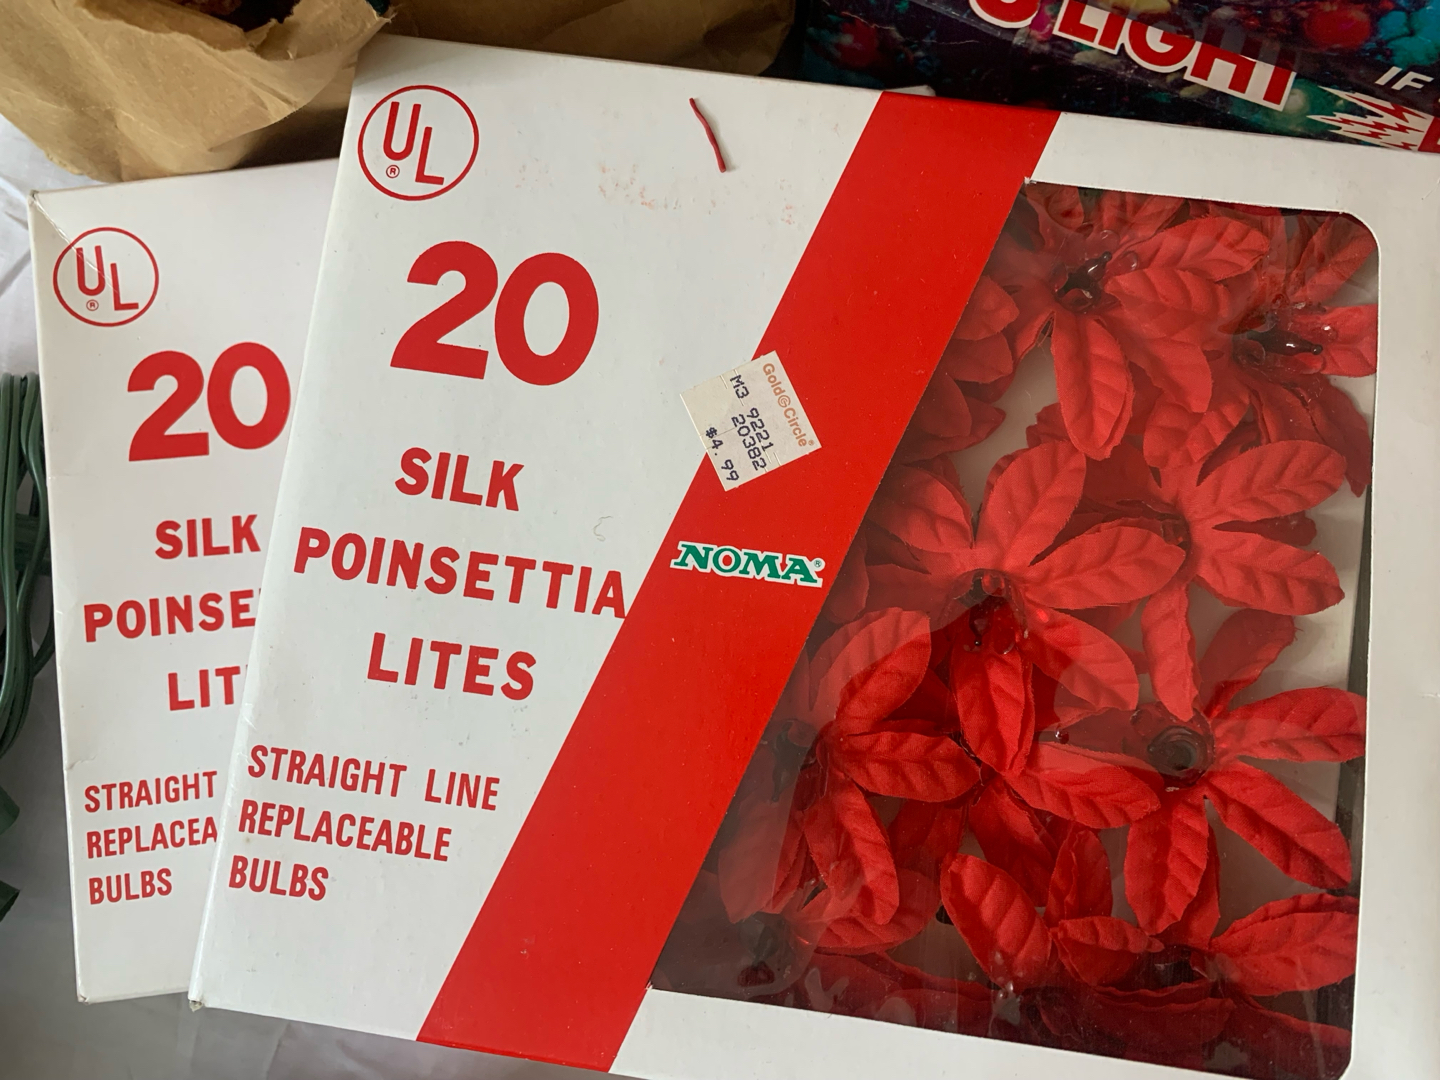 UL
®
20
SILK
POINSETTIA
LITES
STRAIGHT LINE
REPLACEABLE
BULBS
Gold Circle
M3 9221
20382
$4.99
NOMA®
UL
®
20
SILK
POINSE
LIT
STRAIGHT
REPLACEA
BULBS
LIGHT
IF